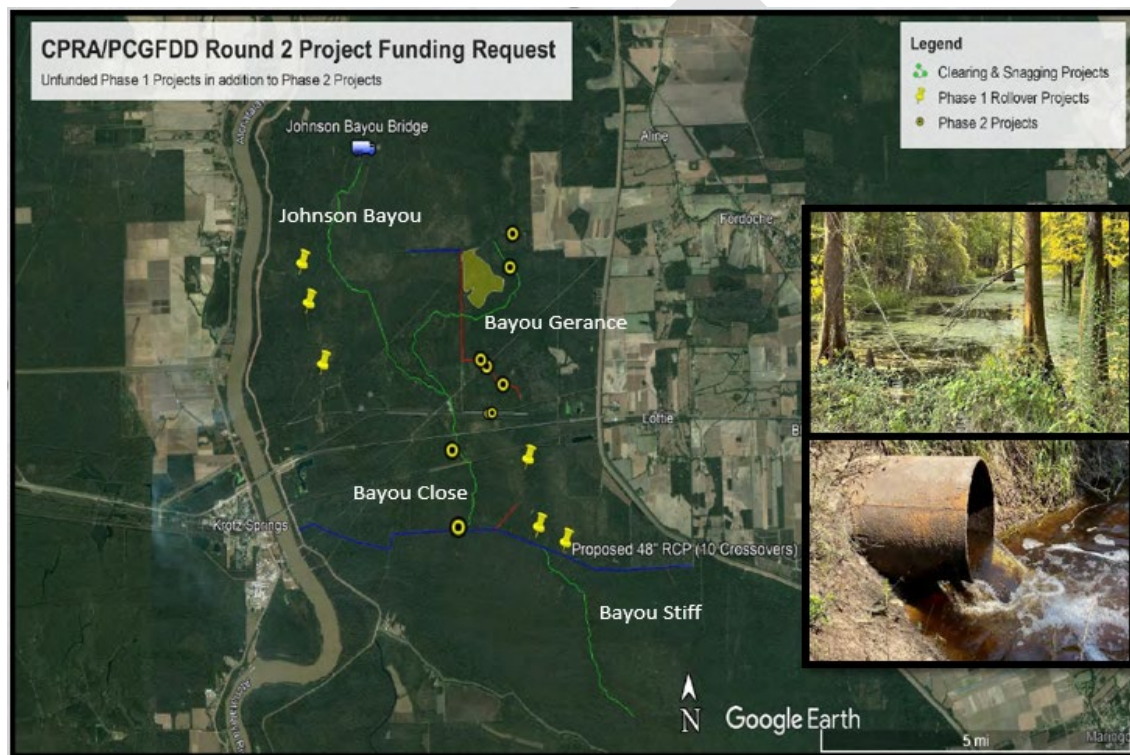 CPRA/PCGFDD Round 2 Project Funding Request
Unfunded Phase 1 Projects in addition to Phase 2 Projects
Legend
Clearing & Snagging Projects
Phase 1 Rollover Projects
Phase 2 Projects
Johnson Bayou Bridge
Aline
Johnson Bayou
Fordoche
Bayou Gerance
Lottie
Bayou Close
Krotz Springs
Proposed 48" RCP (10 Crossovers)
Bayou Stiff
N
Google Earth
5 mi